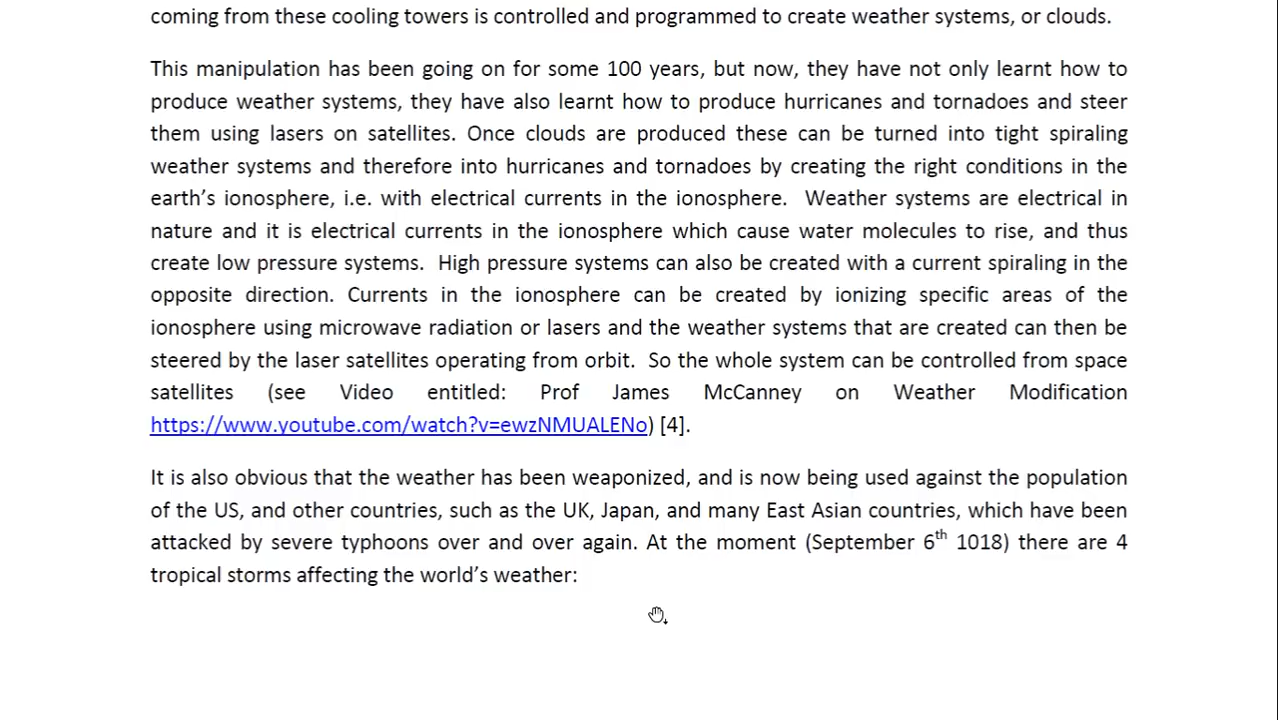 coming from these cooling towers is controlled and programmed to create weather systems, or clouds.
This manipulation has been going on for some 100 years, but now, they have not only learnt how to
produce weather systems, they have also learnt how to produce hurricanes and tornadoes and steer
them using lasers on satellites. Once clouds are produced these can be turned into tight spiraling
weather systems and therefore into hurricanes and tornadoes by creating the right conditions in the
earth’s ionosphere, i.e. with electrical currents in the ionosphere. Weather systems are electrical in
nature and it is electrical currents in the ionosphere which cause water molecules to rise, and thus
create low pressure systems. High pressure systems can also be created with a current spiraling in the
opposite direction. Currents in the ionosphere can be created by ionizing specific areas of the
ionosphere using microwave radiation or lasers and the weather systems that are created can then be
steered by the laser satellites operating from orbit. So the whole system can be controlled from space
satellites (see Video entitled: Prof James McCanney on Weather Modification
https://www.youtube.com/watch?v=ewzNMUALENo) [4].
It is also obvious that the weather has been weaponized, and is now being used against the population
of the US, and other countries, such as the UK, Japan, and many East Asian countries, which have been
attacked by severe typhoons over and over again. At the moment (September 6th 1018) there are 4
tropical storms affecting the world’s weather: